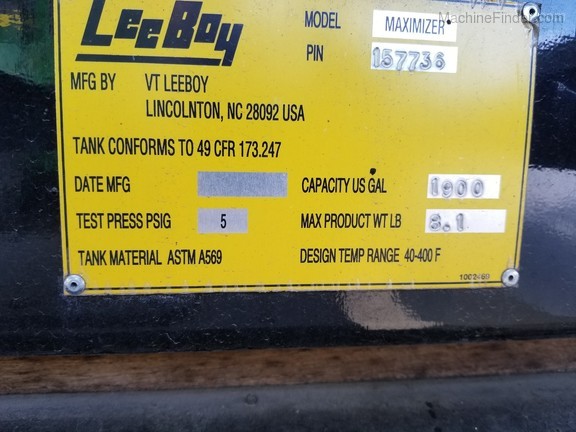 MachineFinder.com
LeeBoy
MODEL MAXIMIZER
PIN 157736
MFG BY VT LEEBOY
LINCOLNTON, NC 28092 USA
TANK CONFORMS TO 49 CFR 173.247
DATE MFG CAPACITY US GAL 1900
TEST PRESS PSIG 5 MAX PRODUCT WT LB 8.1
TANK MATERIAL ASTM A569 DESIGN TEMP RANGE 40-400 F